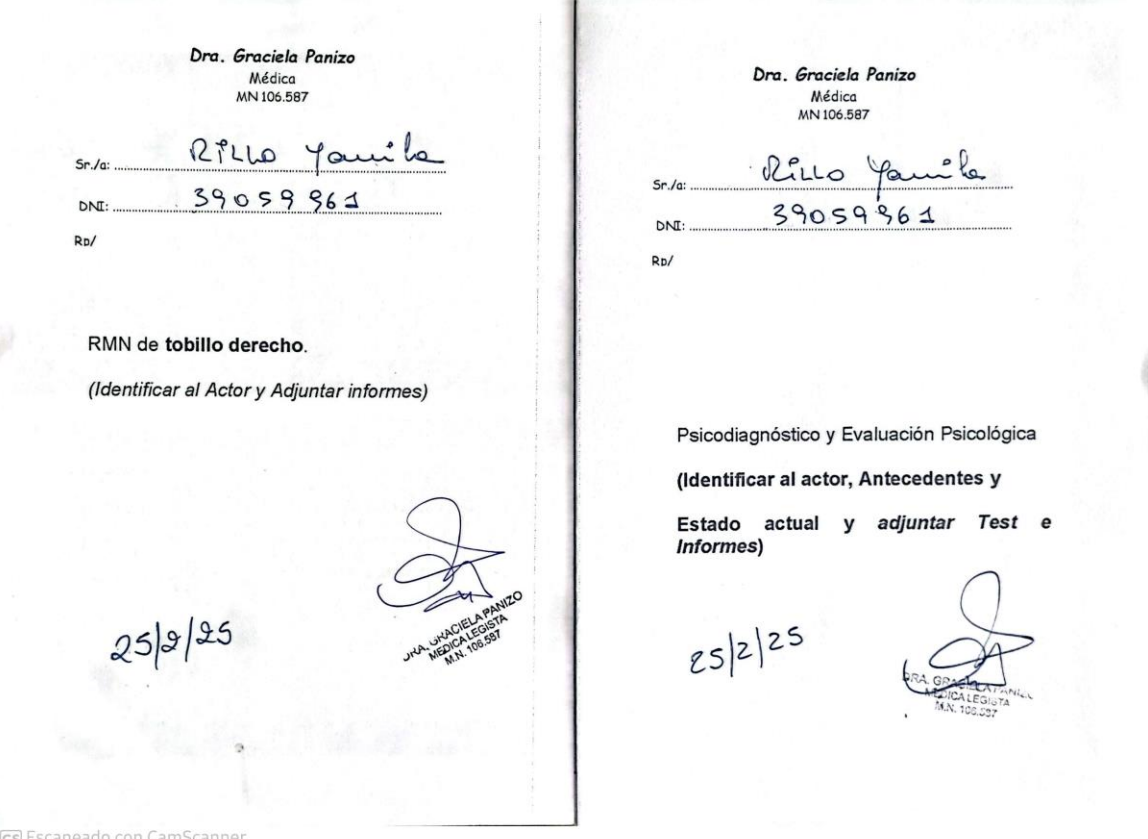 Dra. Graciela Panizo
Médica
MN 106.587
Sr./a: Rillo Yamila
DNI: 39059961
Rp/
RMN de tobillo derecho.
(Identificar al Actor y Adjuntar informes)
25/2/25
DRA. GRACIELA PANIZO
MEDICA LEGISTA
M.N. 106.587
Dra. Graciela Panizo
Médica
MN 106.587
Sr./a: Rillo Yamila
DNI: 39059961
Rp/
Psicodiagnóstico y Evaluación Psicológica
(Identificar al actor, Antecedentes y
Estado actual y adjuntar Test e
Informes)
25/2/25
DRA. GRACIELA PANIZO
MEDICA LEGISTA
M.N. 106.587
CS Escaneado con CamScanner